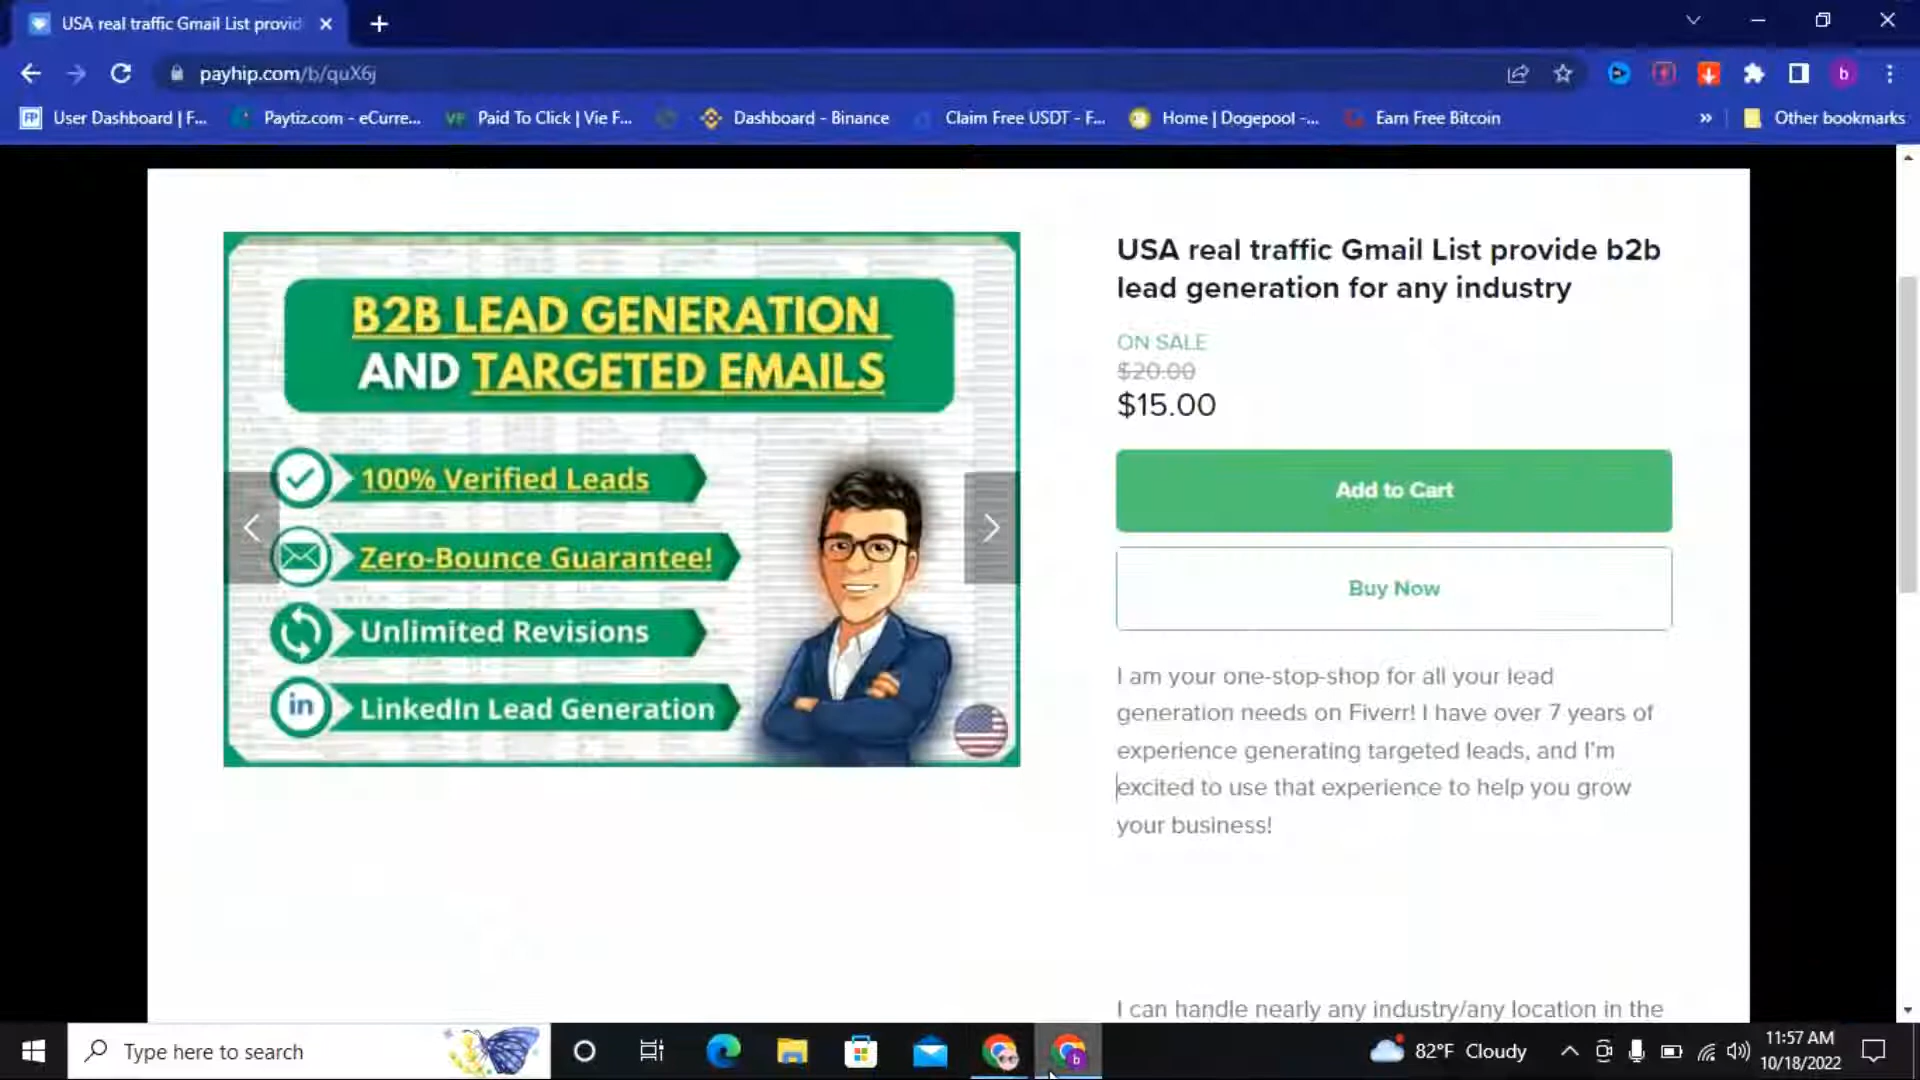 USA real traffic Gmail List provid
payhip.com/b/quX6j
b
User Dashboard | F...
Paytiz.com - eCurre...
VF
Paid To Click | Vie F...
Dashboard - Binance
Claim Free USDT - F...
Home | Dogepool -...
Earn Free Bitcoin
»
Other bookmarks
B2B LEAD GENERATION
AND TARGETED EMAILS
100% Verified Leads
Zero-Bounce Guarantee!
Unlimited Revisions
in
LinkedIn Lead Generation
USA real traffic Gmail List provide b2b
lead generation for any industry
ON SALE
$20.00
$15.00
Add to Cart
Buy Now
I am your one-stop-shop for all your lead
generation needs on Fiverr! I have over 7 years of
experience generating targeted leads, and I'm
excited to use that experience to help you grow
your business!
I can handle nearly any industry/any location in the
Type here to search
b
82°F Cloudy
11:57 AM
10/18/2022